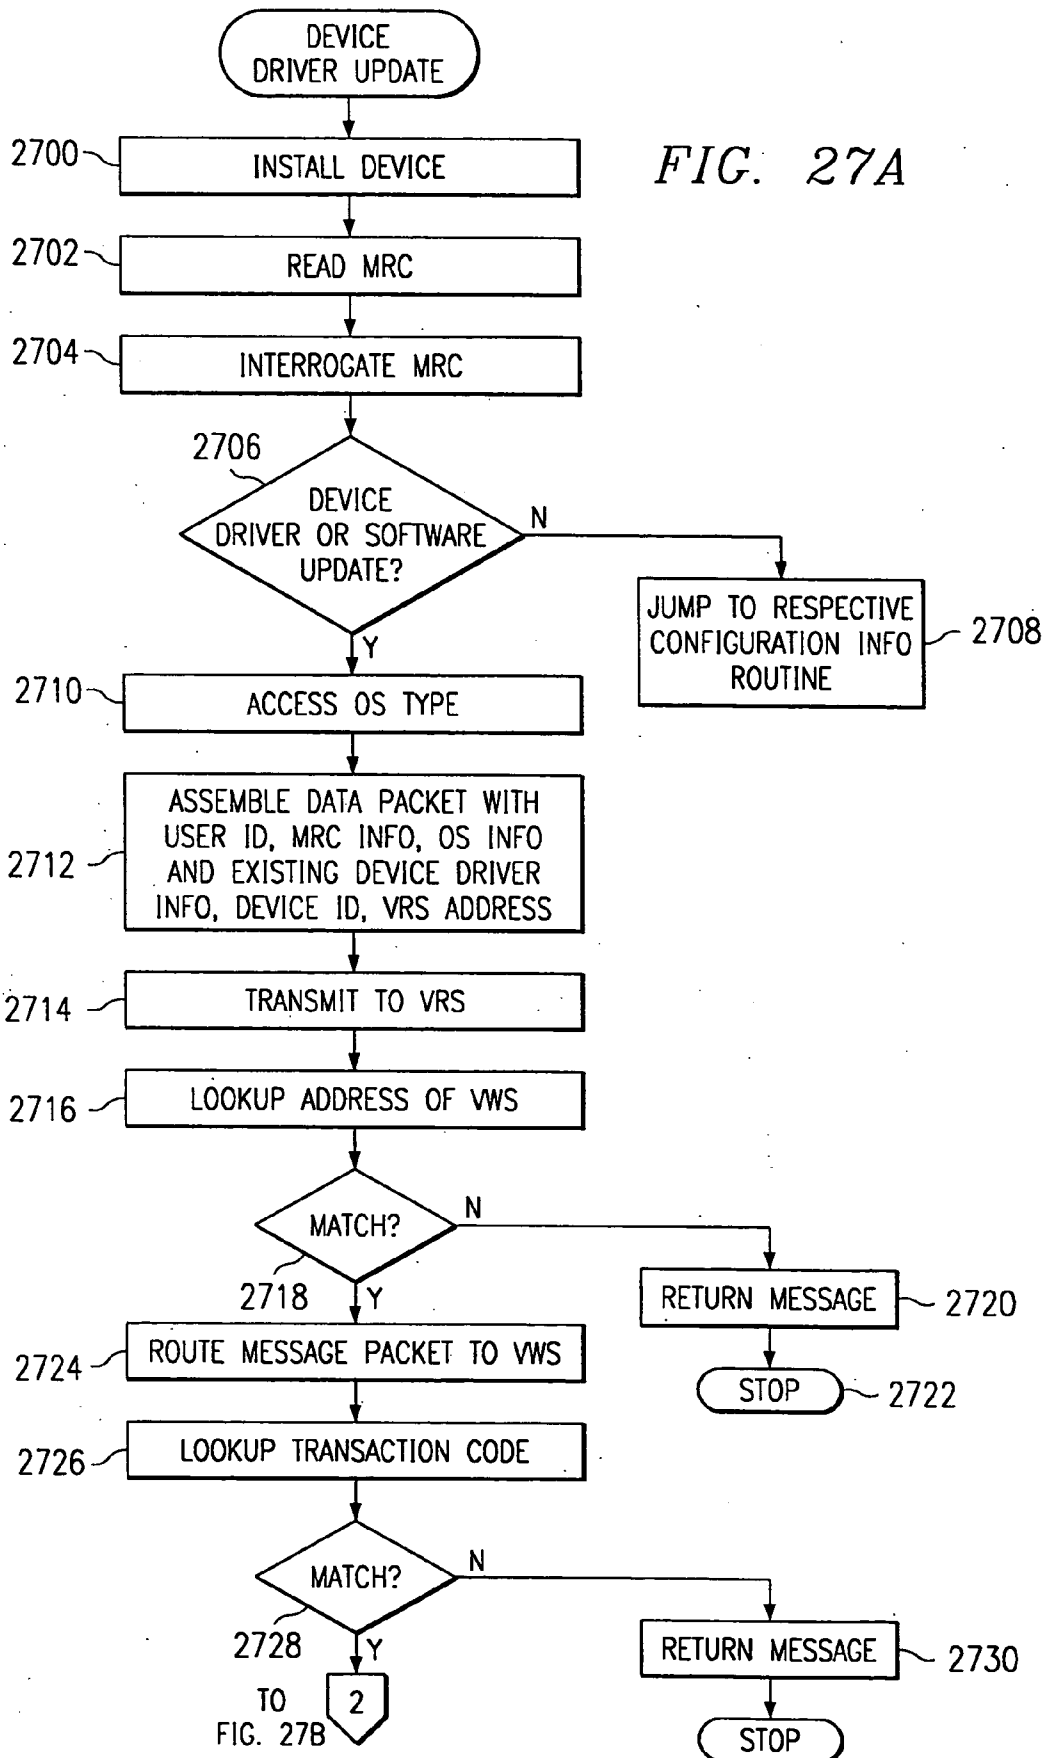 DEVICE
DRIVER UPDATE
FIG. 27A
2700
INSTALL DEVICE
2702
READ MRC
2704
INTERROGATE MRC
2706
DEVICE
DRIVER OR SOFTWARE
UPDATE?
N
Y
JUMP TO RESPECTIVE
CONFIGURATION INFO
ROUTINE
2708
2710
ACCESS OS TYPE
2712
ASSEMBLE DATA PACKET WITH
USER ID, MRC INFO, OS INFO
AND EXISTING DEVICE DRIVER
INFO, DEVICE ID, VRS ADDRESS
2714
TRANSMIT TO VRS
2716
LOOKUP ADDRESS OF VWS
MATCH?
N
2718
Y
RETURN MESSAGE
2720
STOP
2722
2724
ROUTE MESSAGE PACKET TO VWS
2726
LOOKUP TRANSACTION CODE
MATCH?
N
2728
Y
RETURN MESSAGE
2730
STOP
TO
FIG. 27B
2